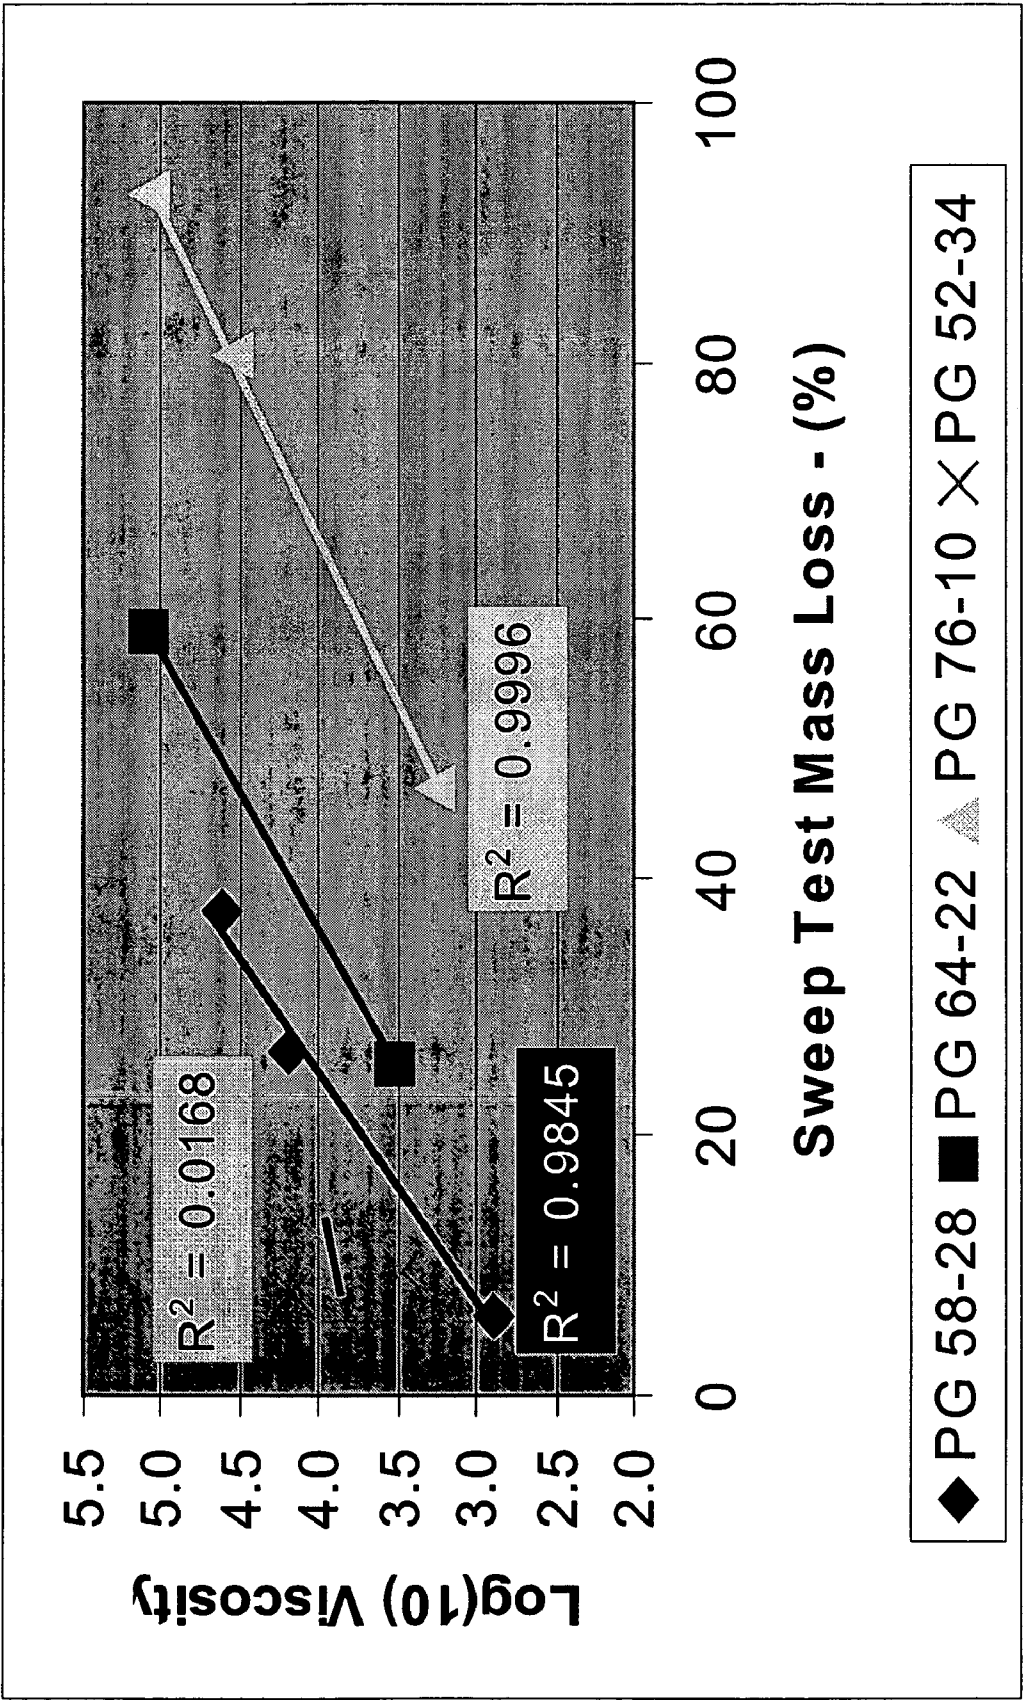 Log(10) Viscosity
5.5
5.0
4.5
4.0
3.5
3.0
2.5
2.0
R² = 0.0168
R² = 0.9996
R² = 0.9845
0 20 40 60 80 100
Sweep Test Mass Loss - (%)
PG 58-28 PG 64-22 PG 76-10 PG 52-34